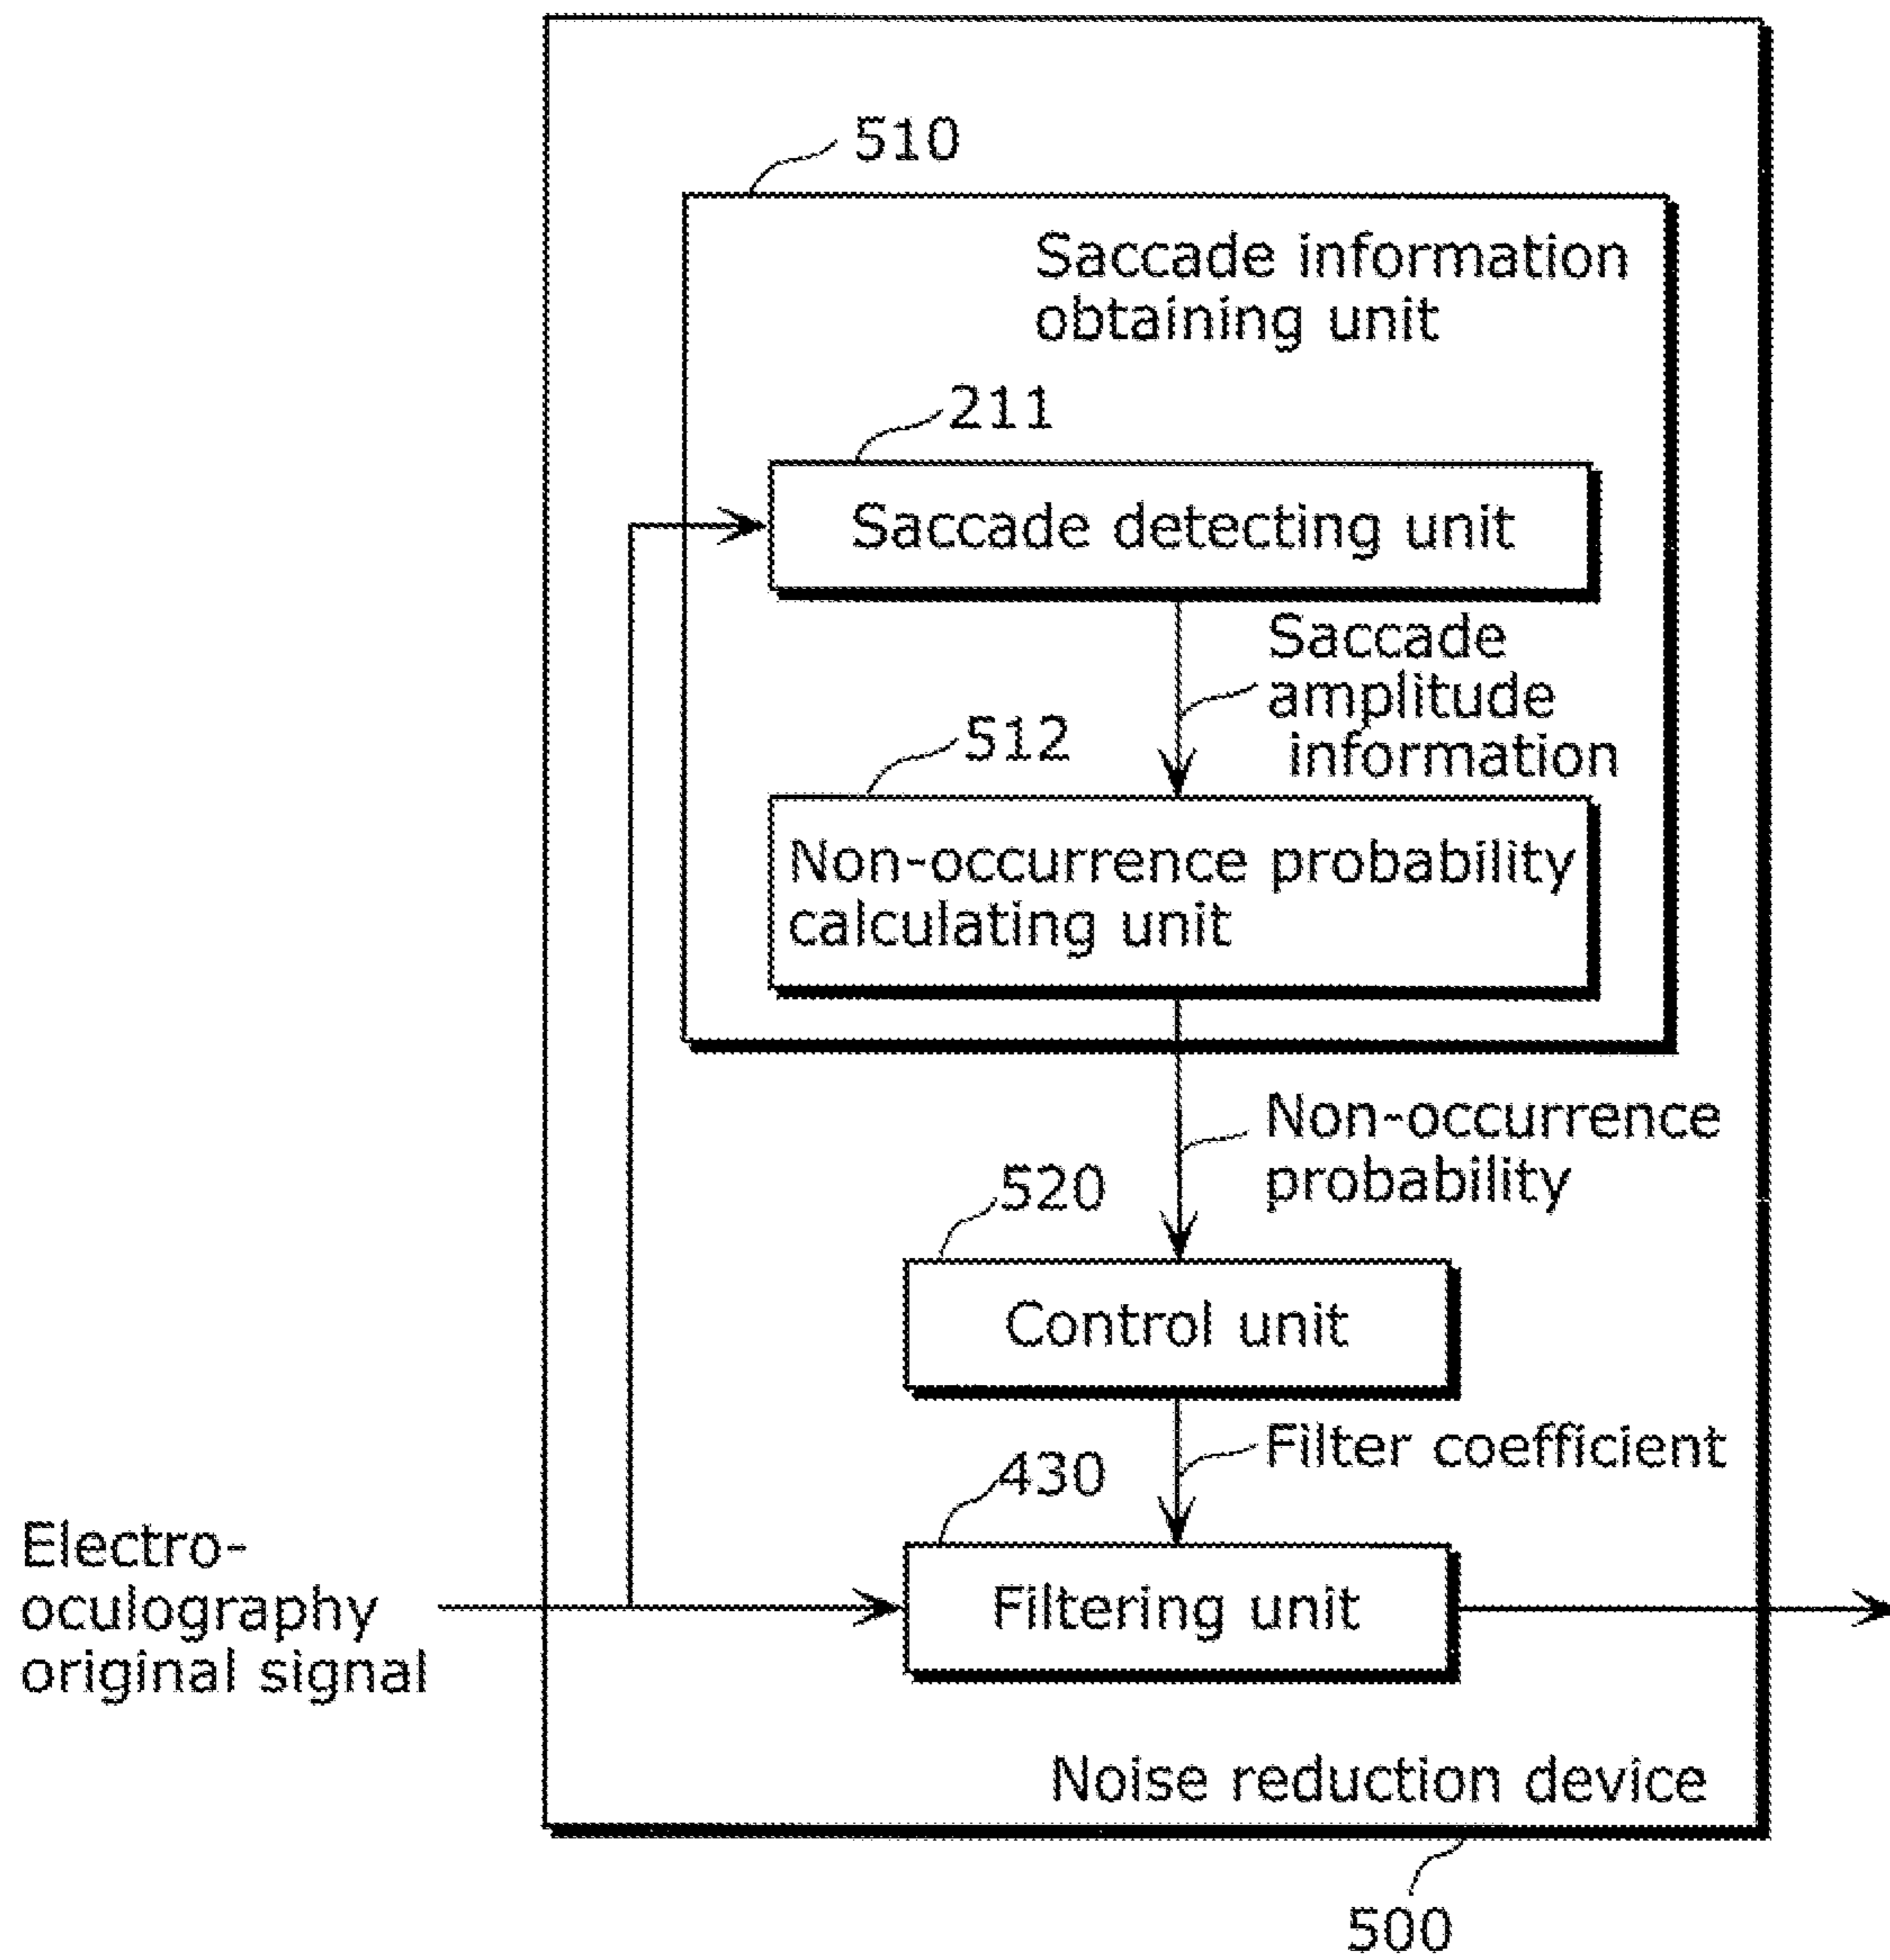 510
Saccade information
obtaining unit
211
Saccade detecting unit
Saccade
amplitude
information
512
Non-occurrence probability
calculating unit
Non-occurrence
probability
520
Control unit
Filter coefficient
430
Electro-
oculography
original signal
Filtering unit
Noise reduction device
500